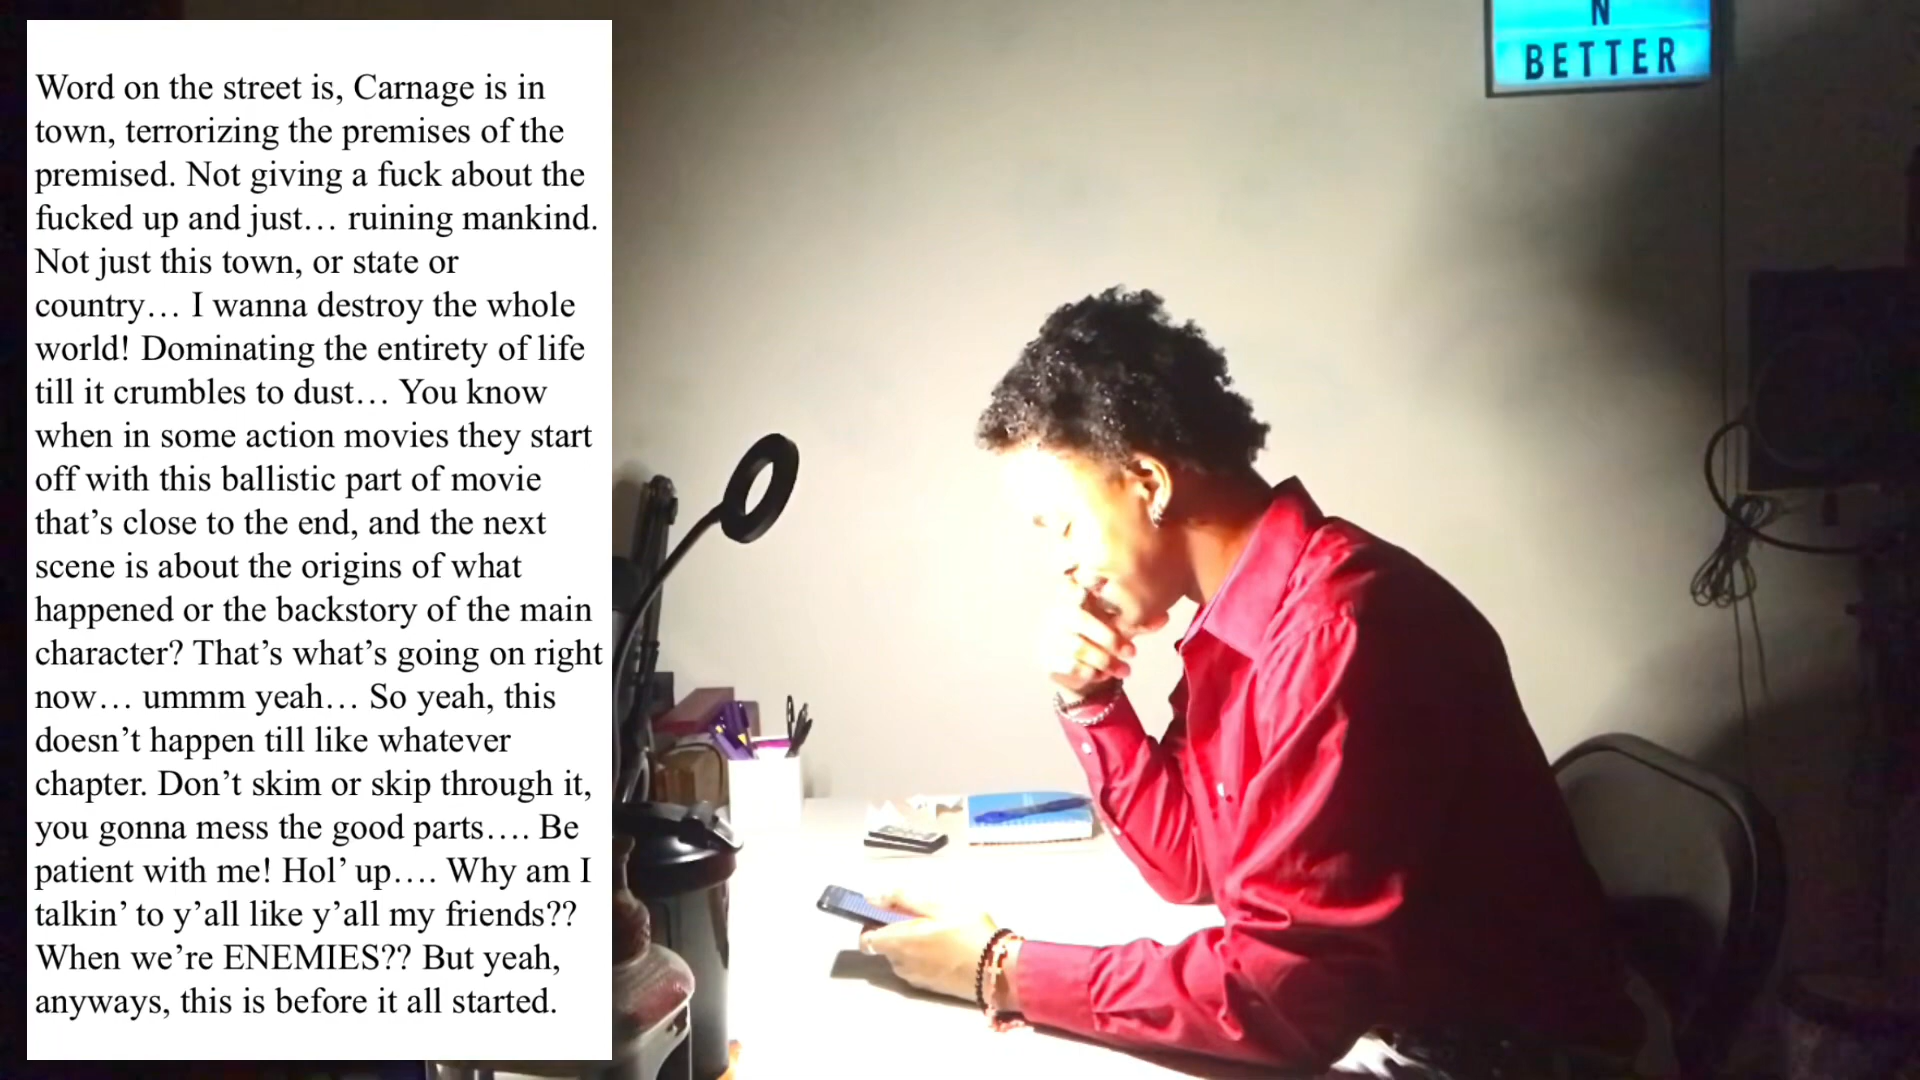 Word on the street is, Carnage is in
town, terrorizing the premises of the
premised. Not giving a fuck about the
fucked up and just… ruining mankind.
Not just this town, or state or
country… I wanna destroy the whole
world! Dominating the entirety of life
till it crumbles to dust… You know
when in some action movies they start
off with this ballistic part of movie
that’s close to the end, and the next
scene is about the origins of what
happened or the backstory of the main
character? That’s what’s going on right
now… ummm yeah… So yeah, this
doesn’t happen till like whatever
chapter. Don’t skim or skip through it,
you gonna mess the good parts…. Be
patient with me! Hol’ up…. Why am I
talkin’ to y’all like y’all my friends??
When we’re ENEMIES?? But yeah,
anyways, this is before it all started.
N
BETTER